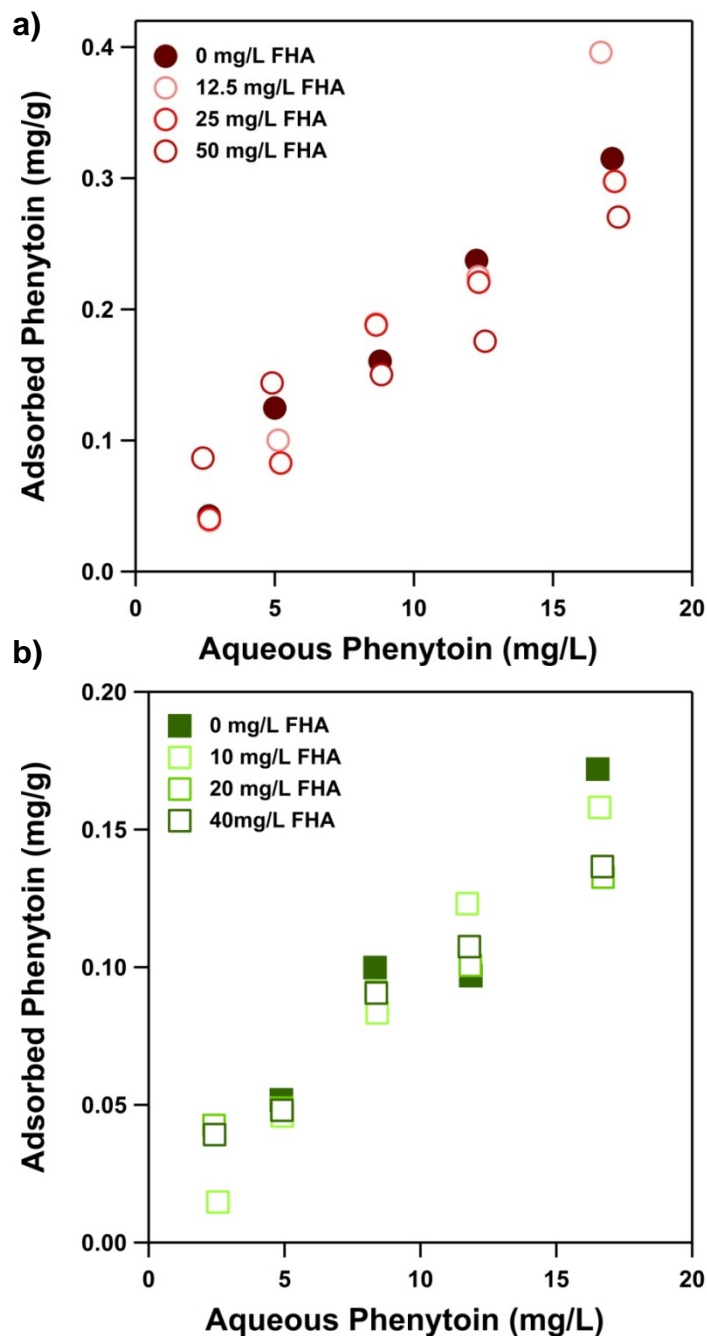 a)
0 mg/L FHA
12.5 mg/L FHA
25 mg/L FHA
50 mg/L FHA
Adsorbed Phenytoin (mg/g)
0.4
0.3
0.2
0.1
0.0
0 5 10 15 20
Aqueous Phenytoin (mg/L)
b)
0 mg/L FHA
10 mg/L FHA
20 mg/L FHA
40mg/L FHA
Adsorbed Phenytoin (mg/g)
0.20
0.15
0.10
0.05
0.00
0 5 10 15 20
Aqueous Phenytoin (mg/L)